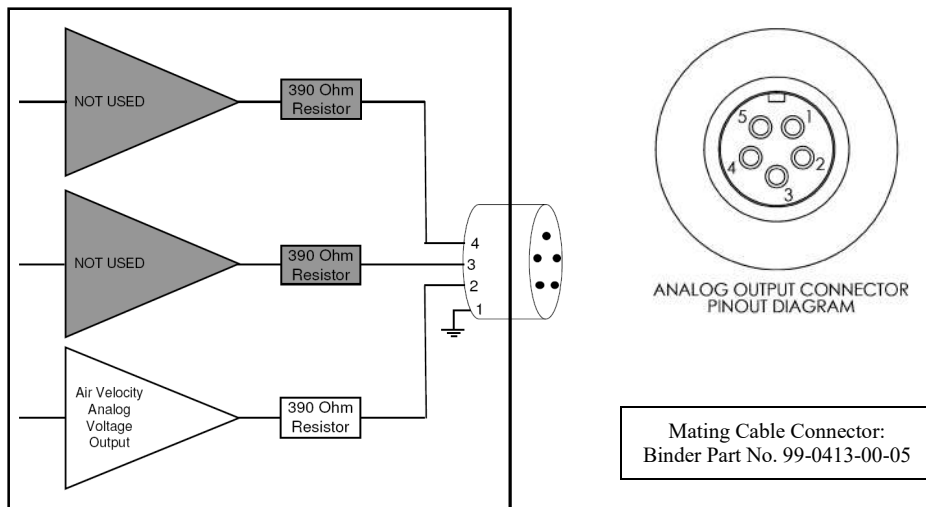 NOT USED
390 Ohm
Resistor
NOT USED
390 Ohm
Resistor
Air Velocity
Analog
Voltage
Output
390 Ohm
Resistor
4
3
2
1
5
1
4
2
3
ANALOG OUTPUT CONNECTOR
PINOUT DIAGRAM
Mating Cable Connector:
Binder Part No. 99-0413-00-05